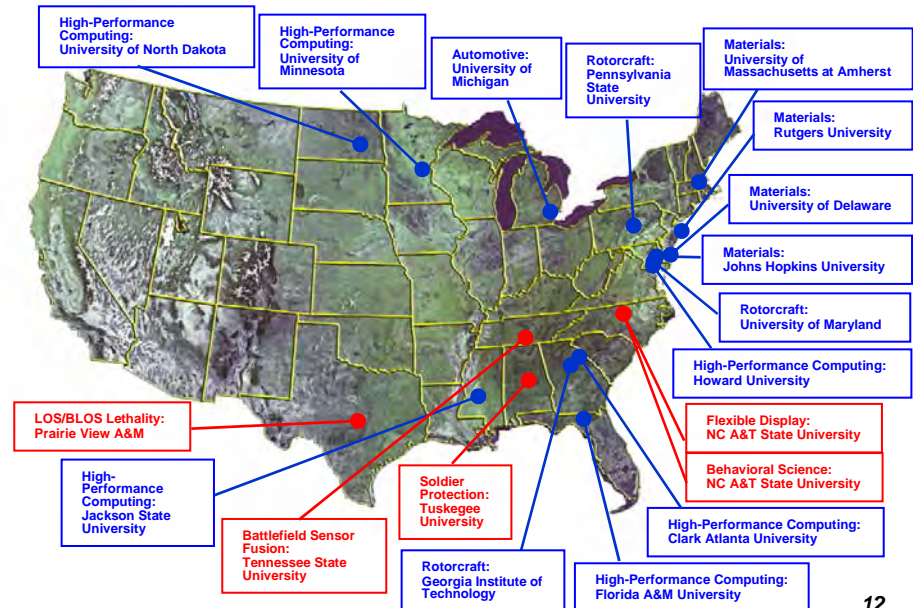 High-Performance
Computing:
University of North Dakota
High-Performance
Computing:
University of
Minnesota
Automotive:
University of
Michigan
Rotorcraft:
Pennsylvania
State
University
Materials:
University of
Massachusetts at Amherst
Materials:
Rutgers University
Materials:
University of Delaware
Materials:
Johns Hopkins University
Rotorcraft:
University of Maryland
High-Performance Computing:
Howard University
LOS/BLOS Lethality:
Prairie View A&M
Flexible Display:
NC A&T State University
Behavioral Science:
NC A&T State University
High-
Performance
Computing:
Jackson State
University
Soldier
Protection:
Tuskegee
University
Battlefield Sensor
Fusion:
Tennessee State
University
High-Performance Computing:
Clark Atlanta University
Rotorcraft:
Georgia Institute of
Technology
High-Performance Computing:
Florida A&M University
12